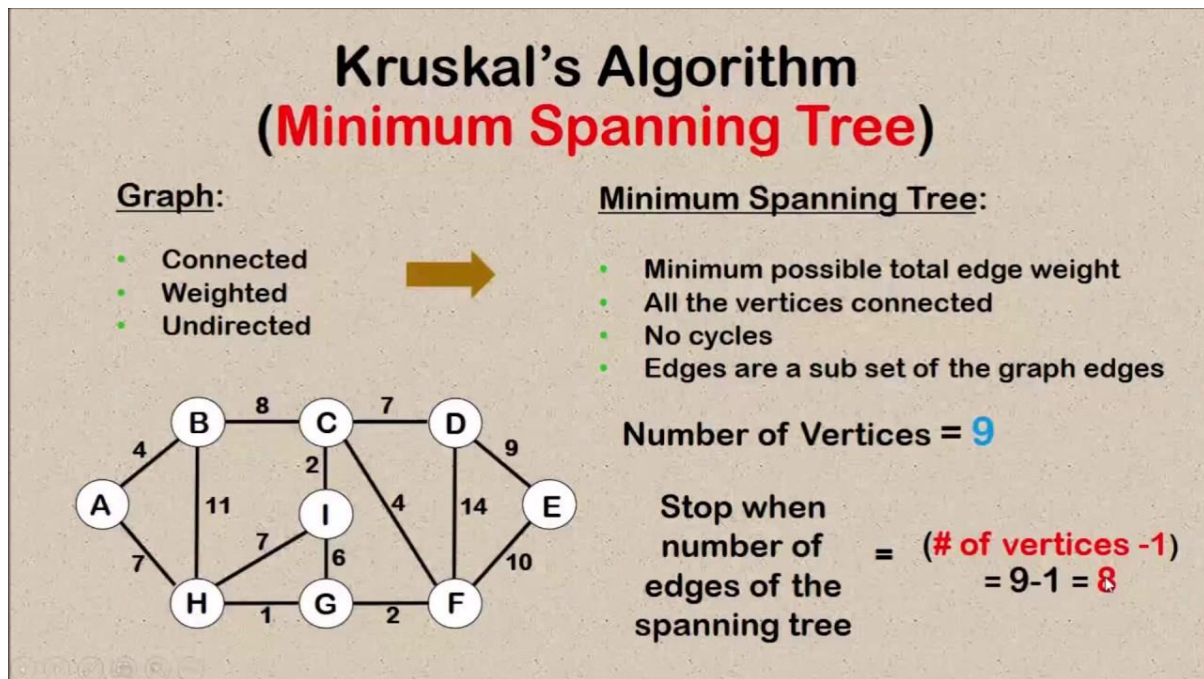 Kruskal's Algorithm
(Minimum Spanning Tree)
Graph:
• Connected
• Weighted
• Undirected
Minimum Spanning Tree:
• Minimum possible total edge weight
• All the vertices connected
• No cycles
• Edges are a sub set of the graph edges
B 8 C 7 D
4 2 9
A 11 I 4 14 E
7 7 6 10
H 1 G 2 F
Number of Vertices = 9
Stop when
number of
edges of the
spanning tree
= (# of vertices -1)
= 9-1 = 8